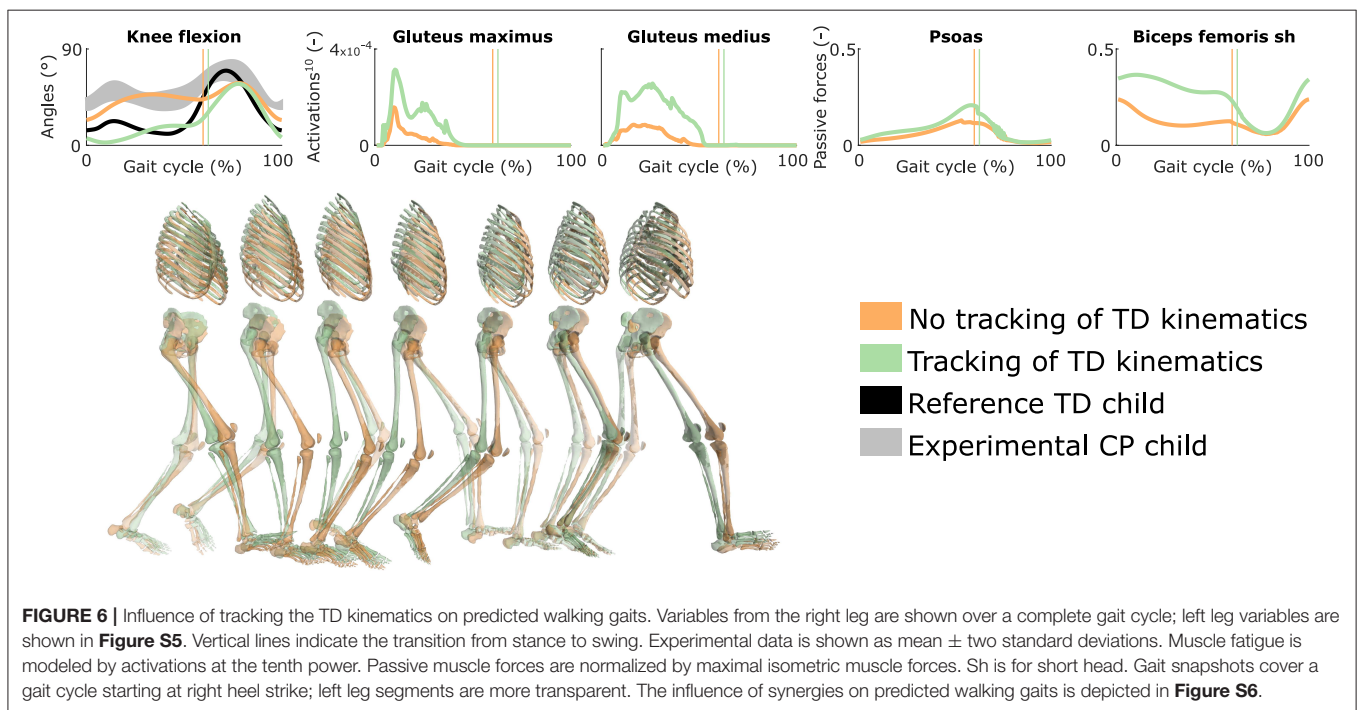 Knee flexion
Gluteus maximus
Gluteus medius
Psoas
Biceps femoris sh
Angles (°)
90
0
0
100
Gait cycle (%)
Activations¹⁰ (-)
4x10⁻⁴
0
0
100
Gait cycle (%)
0
100
Gait cycle (%)
Passive forces (-)
0.5
0
0
100
Gait cycle (%)
0.5
0
0
100
Gait cycle (%)
No tracking of TD kinematics
Tracking of TD kinematics
Reference TD child
Experimental CP child
FIGURE 6 | Influence of tracking the TD kinematics on predicted walking gaits. Variables from the right leg are shown over a complete gait cycle; left leg variables are
shown in Figure S5. Vertical lines indicate the transition from stance to swing. Experimental data is shown as mean ± two standard deviations. Muscle fatigue is
modeled by activations at the tenth power. Passive muscle forces are normalized by maximal isometric muscle forces. Sh is for short head. Gait snapshots cover a
gait cycle starting at right heel strike; left leg segments are more transparent. The influence of synergies on predicted walking gaits is depicted in Figure S6.